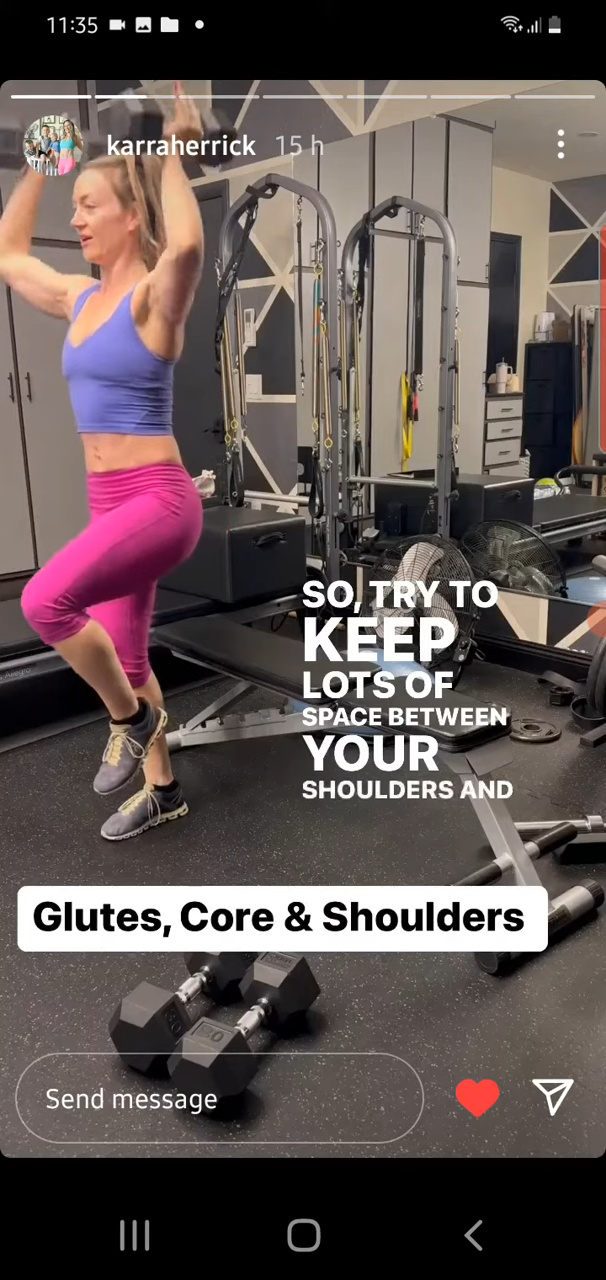 11:35
karraherrick 15 h
SO, TRY TO
KEEP
LOTS OF
SPACE BETWEEN
YOUR
SHOULDERS AND
Glutes, Core & Shoulders
50
Send message